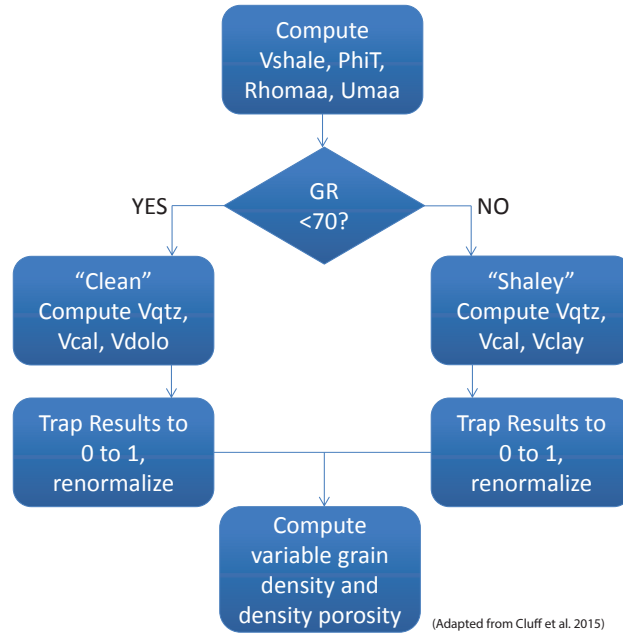 Compute
Vshale, PhiT,
Rhomaa, Umaa
GR
<70?
YES
NO
“Clean”
Compute Vqtz,
Vcal, Vdolo
“Shaley”
Compute Vqtz,
Vcal, Vclay
Trap Results to
0 to 1,
renormalize
Trap Results to
0 to 1,
renormalize
Compute
variable grain
density and
density porosity
(Adapted from Cluff et al. 2015)